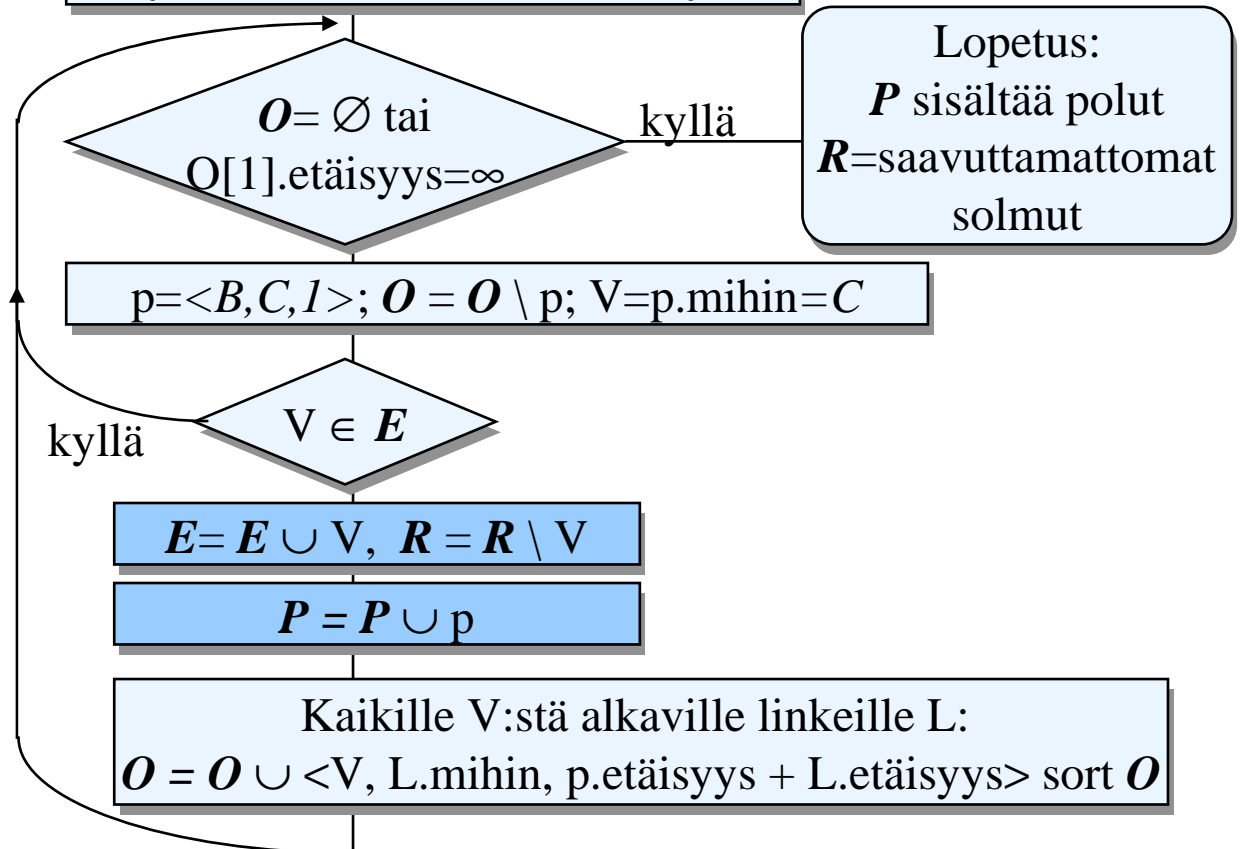 O= ∅ tai
O[1].etäisyys=∞
kyllä
Lopetus:
P sisältää polut
R=saavuttamattomat
solmut
p=<B,C,1>; O = O \ p; V=p.mihin=C
V ∈ E
kyllä
E= E ∪ V, R = R \ V
P = P ∪ p
Kaikille V:stä alkaville linkeille L:
O = O ∪ <V, L.mihin, p.etäisyys + L.etäisyys> sort O